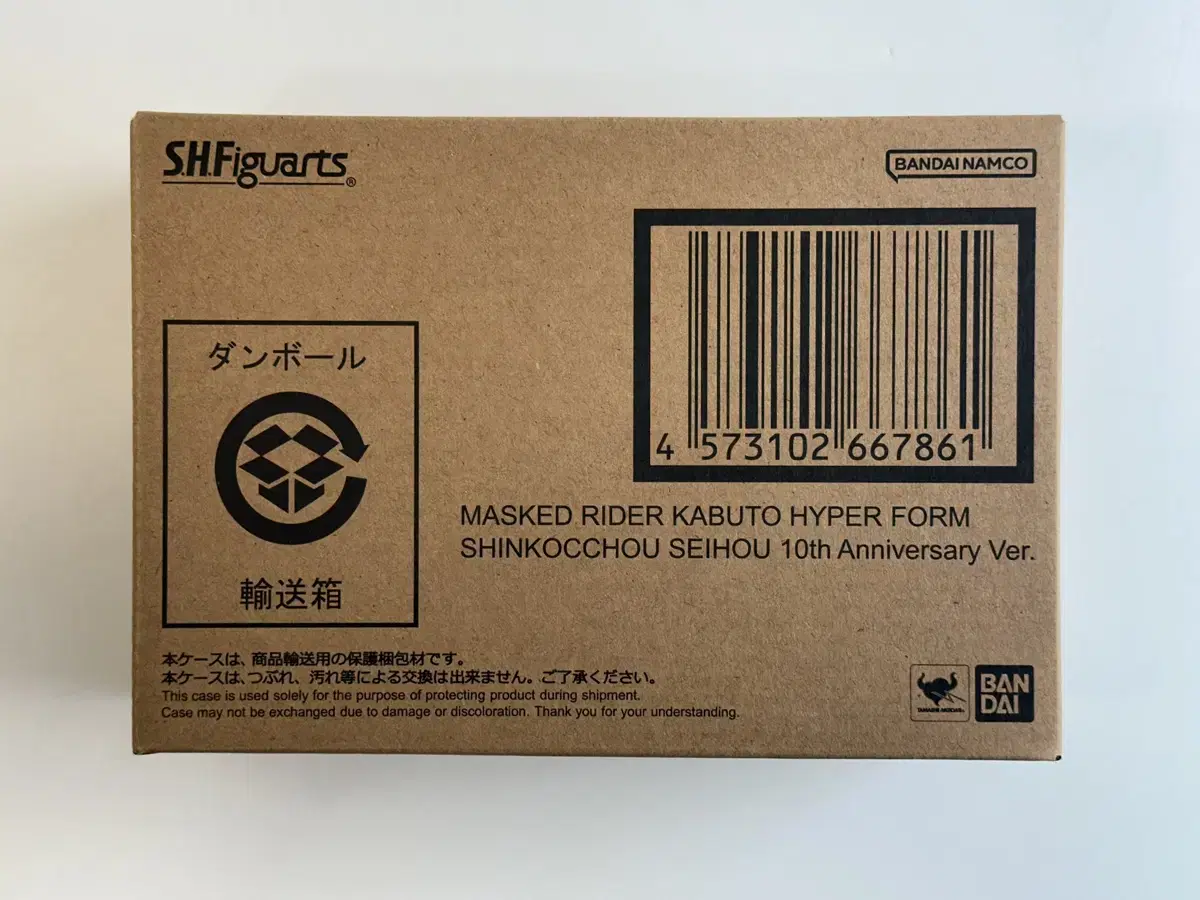 S.H.Figuarts®
BANDAI NAMCO
4 573102 667861
MASKED RIDER KABUTO HYPER FORM
SHINKOCCHOU SEIHOU 10th Anniversary Ver.
ダンボール
輸送箱
本ケースは、商品輸送用の保護梱包材です。
本ケースは、つぶれ、汚れ等による交換は出来ません。ご了承ください。
This case is used solely for the purpose of protecting product during shipment.
Case may not be exchanged due to damage or discoloration. Thank you for your understanding.
TAMASHII NATIONS
BAN
DAI